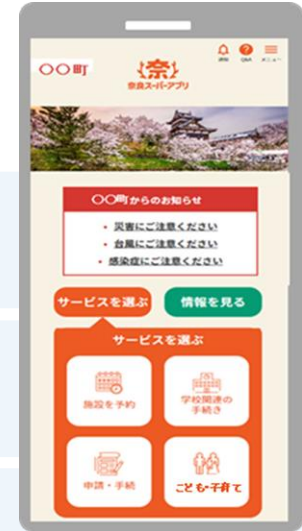 〇〇町
奈
奈良スーパーアプリ
通知 Q&A メニュー
〇〇町からのお知らせ
・ 災害にご注意ください
・ 台風にご注意ください
・ 感染症にご注意ください
サービスを選ぶ 情報を見る
サービスを選ぶ
施設を予約
学校関連の
手続き
申請・手続
こども・子育て